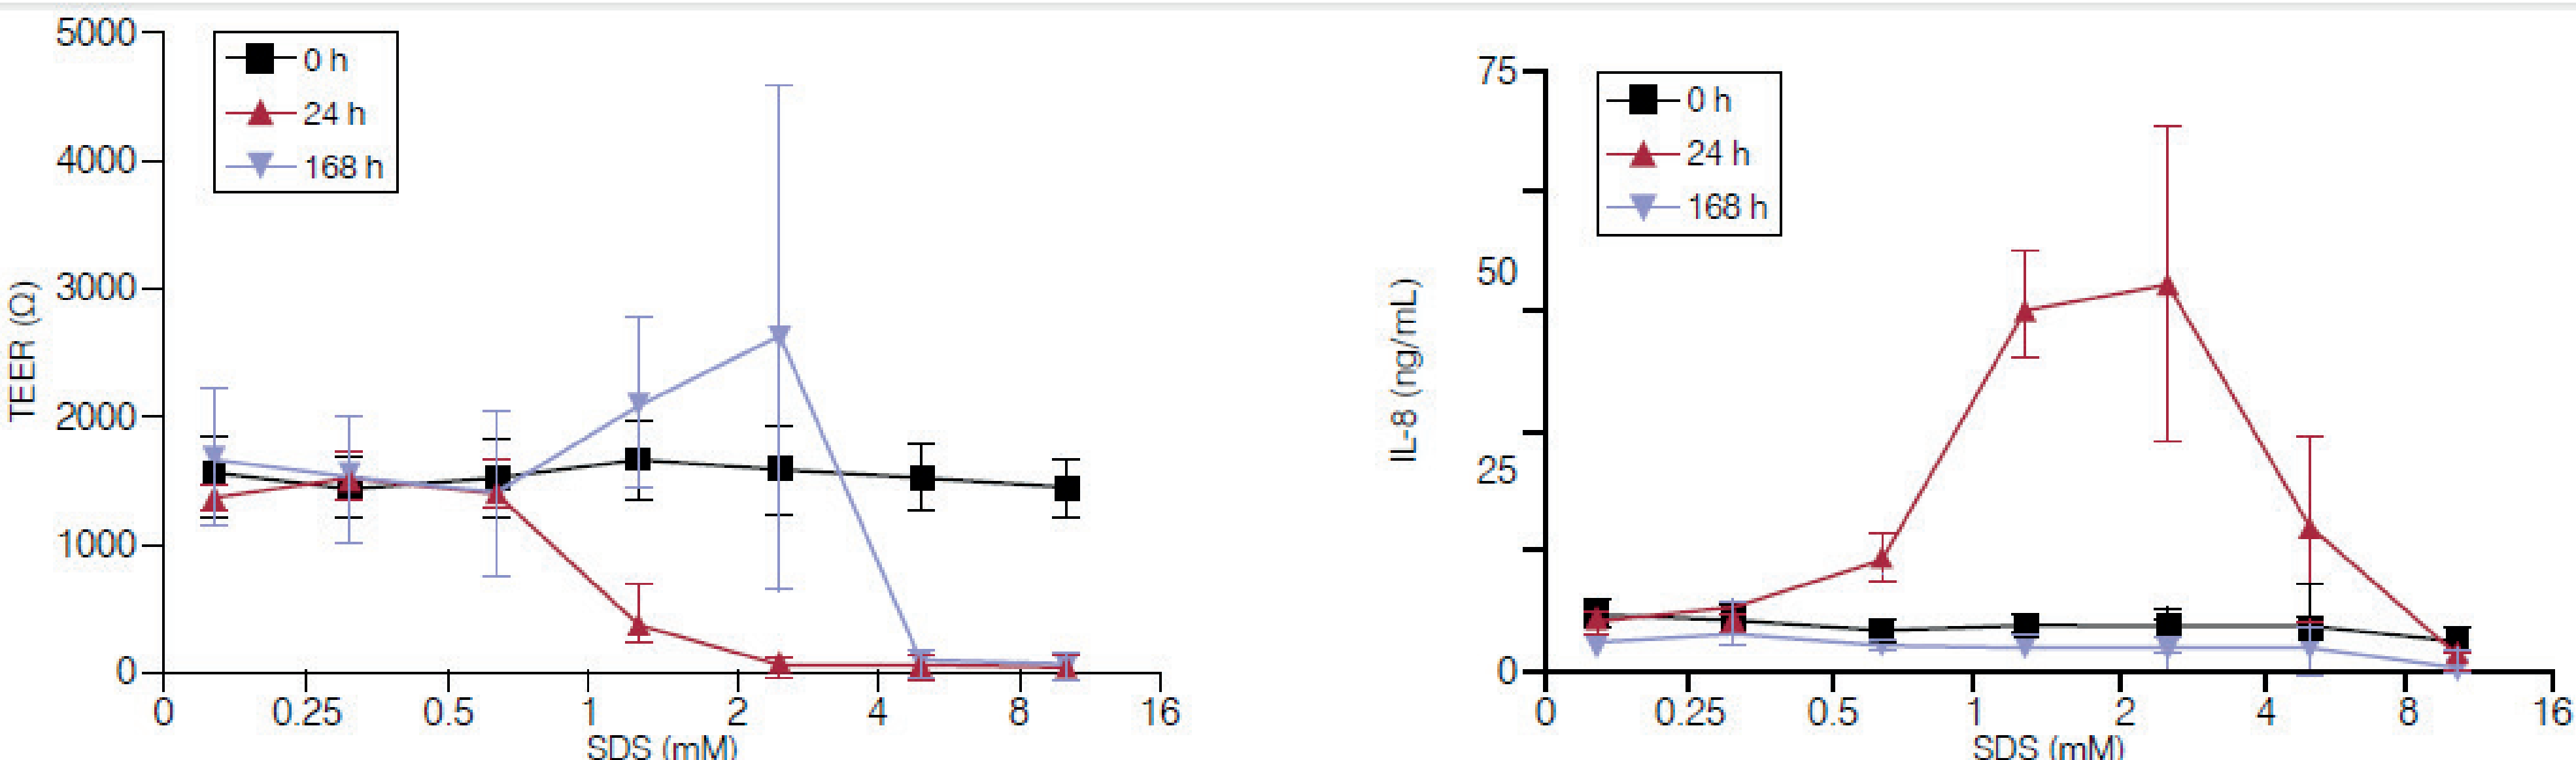 5000
4000
3000
2000
1000
0
TEER (Ω)
0 h
24 h
168 h
0 0.25 0.5 1 2 4 8 16
SDS (mM)
75
50
25
0
IL-8 (ng/mL)
0 h
24 h
168 h
0 0.25 0.5 1 2 4 8 16
SDS (mM)